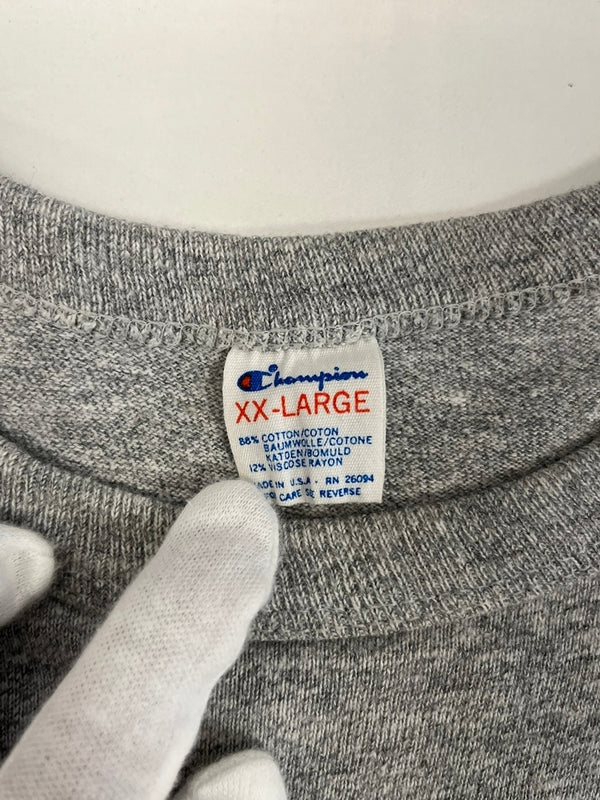 Champion
XX-LARGE
88% COTTON/COTON
BAUMWOLLE/COTONE
KATOEN/BOMULD
12% VISCOSE RAYON
MADE IN U.S.A. - RN 26094
FOR CARE SEE REVERSE